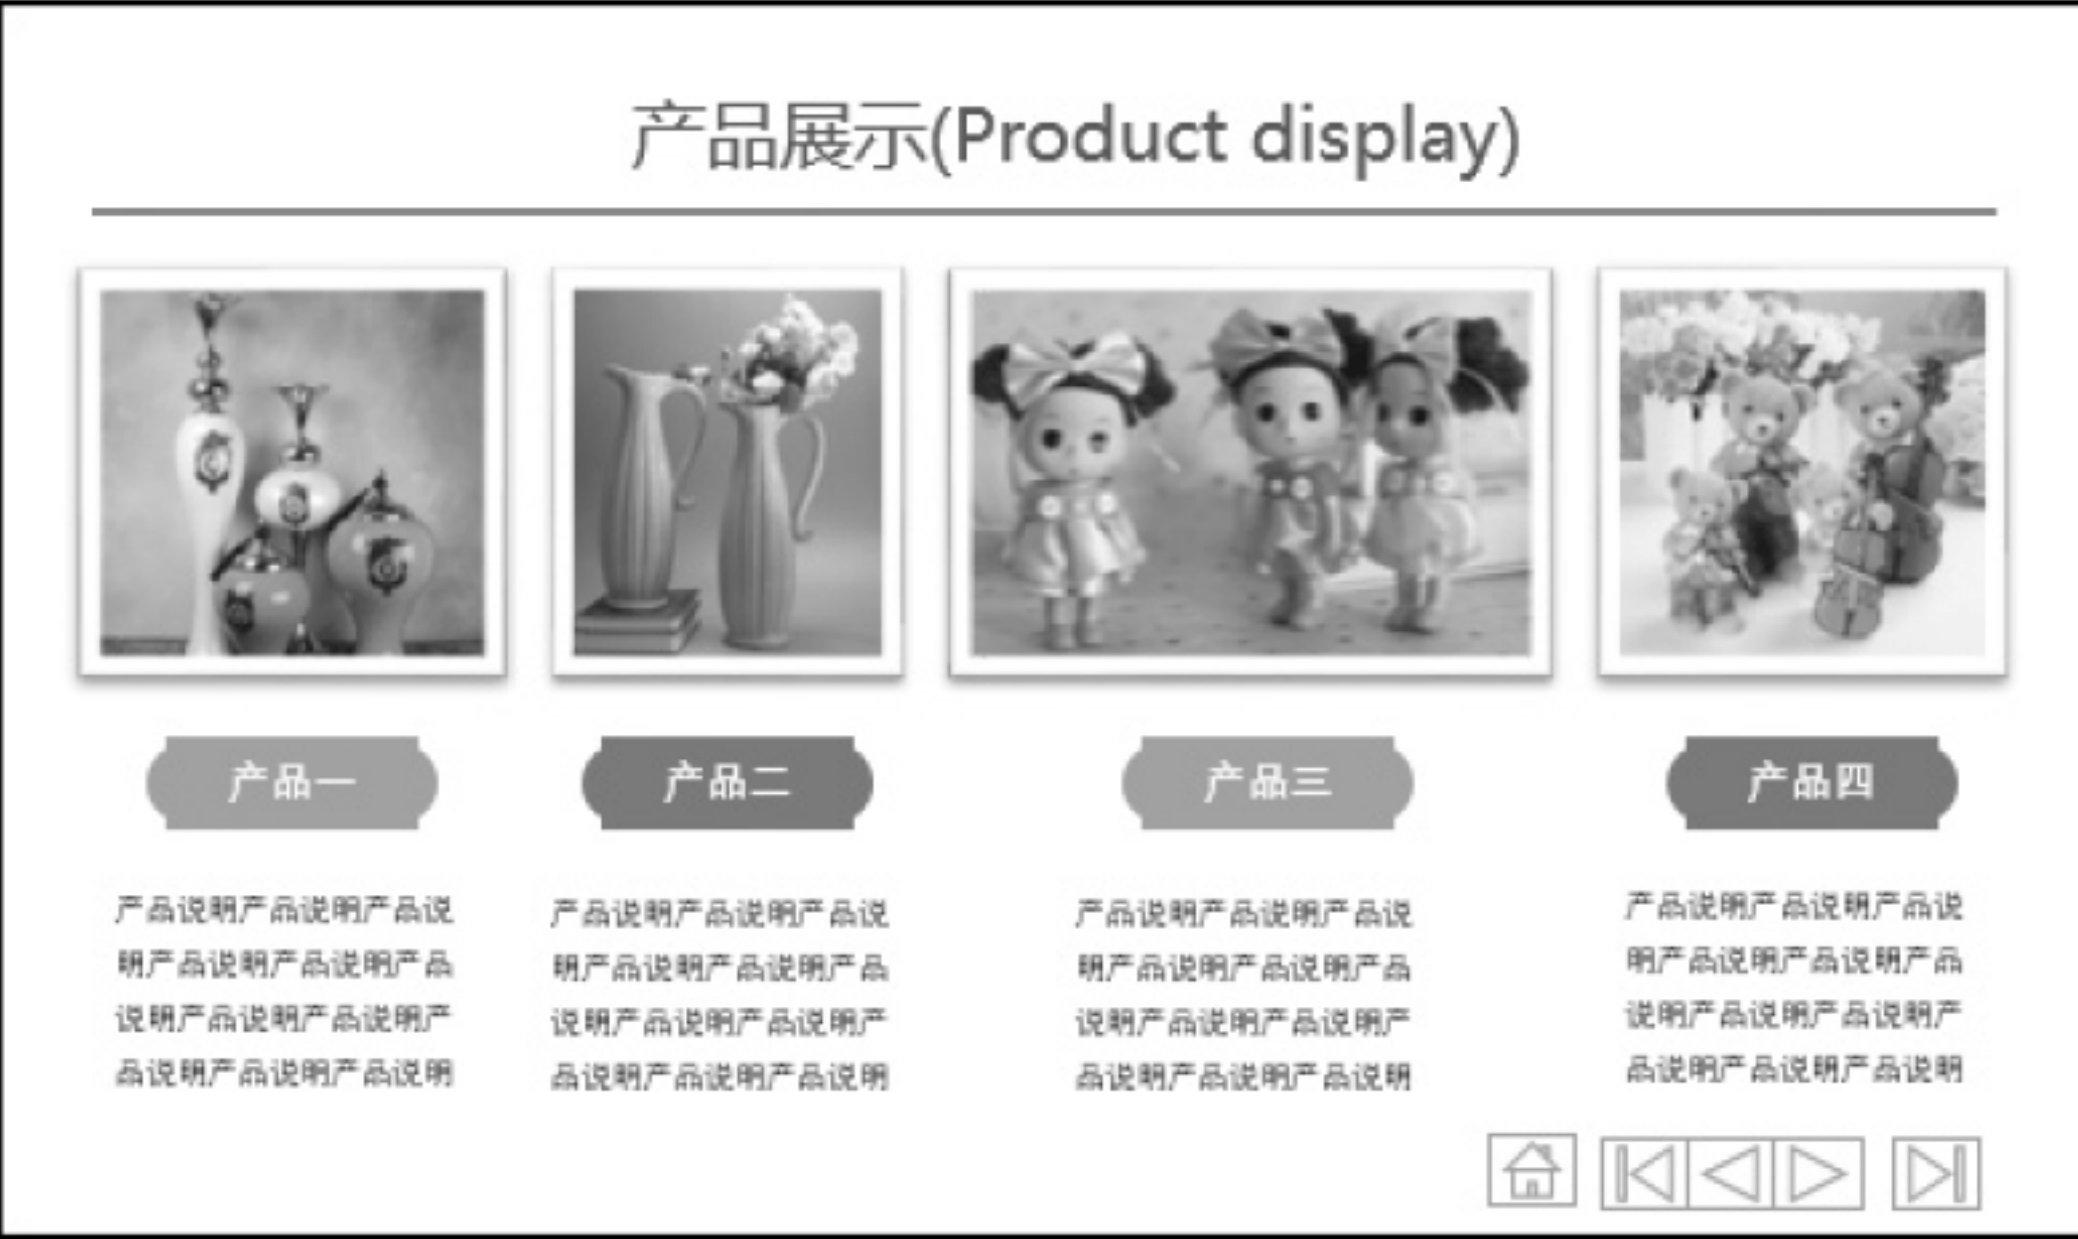 产品展示(Product display)
产品一
产品说明产品说明产品说
明产品说明产品说明产品
说明产品说明产品说明产
品说明产品说明产品说明
产品二
产品说明产品说明产品说
明产品说明产品说明产品
说明产品说明产品说明产
品说明产品说明产品说明
产品三
产品说明产品说明产品说
明产品说明产品说明产品
说明产品说明产品说明产
品说明产品说明产品说明
产品四
产品说明产品说明产品说
明产品说明产品说明产品
说明产品说明产品说明产
品说明产品说明产品说明